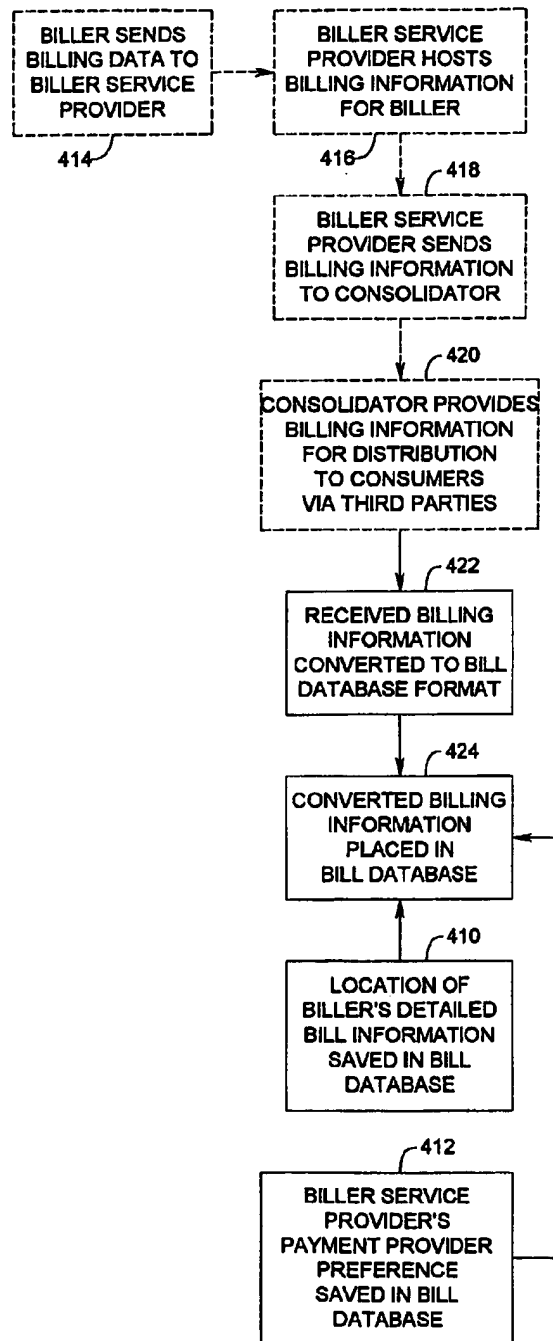 BILLER SENDS
BILLING DATA TO
BILLER SERVICE
PROVIDER
414
BILLER SERVICE
PROVIDER HOSTS
BILLING INFORMATION
FOR BILLER
416
418
BILLER SERVICE
PROVIDER SENDS
BILLING INFORMATION
TO CONSOLIDATOR
420
CONSOLIDATOR PROVIDES
BILLING INFORMATION
FOR DISTRIBUTION
TO CONSUMERS
VIA THIRD PARTIES
422
RECEIVED BILLING
INFORMATION
CONVERTED TO BILL
DATABASE FORMAT
424
CONVERTED BILLING
INFORMATION
PLACED IN
BILL DATABASE
410
LOCATION OF
BILLER'S DETAILED
BILL INFORMATION
SAVED IN BILL
DATABASE
412
BILLER SERVICE
PROVIDER'S
PAYMENT PROVIDER
PREFERENCE
SAVED IN BILL
DATABASE